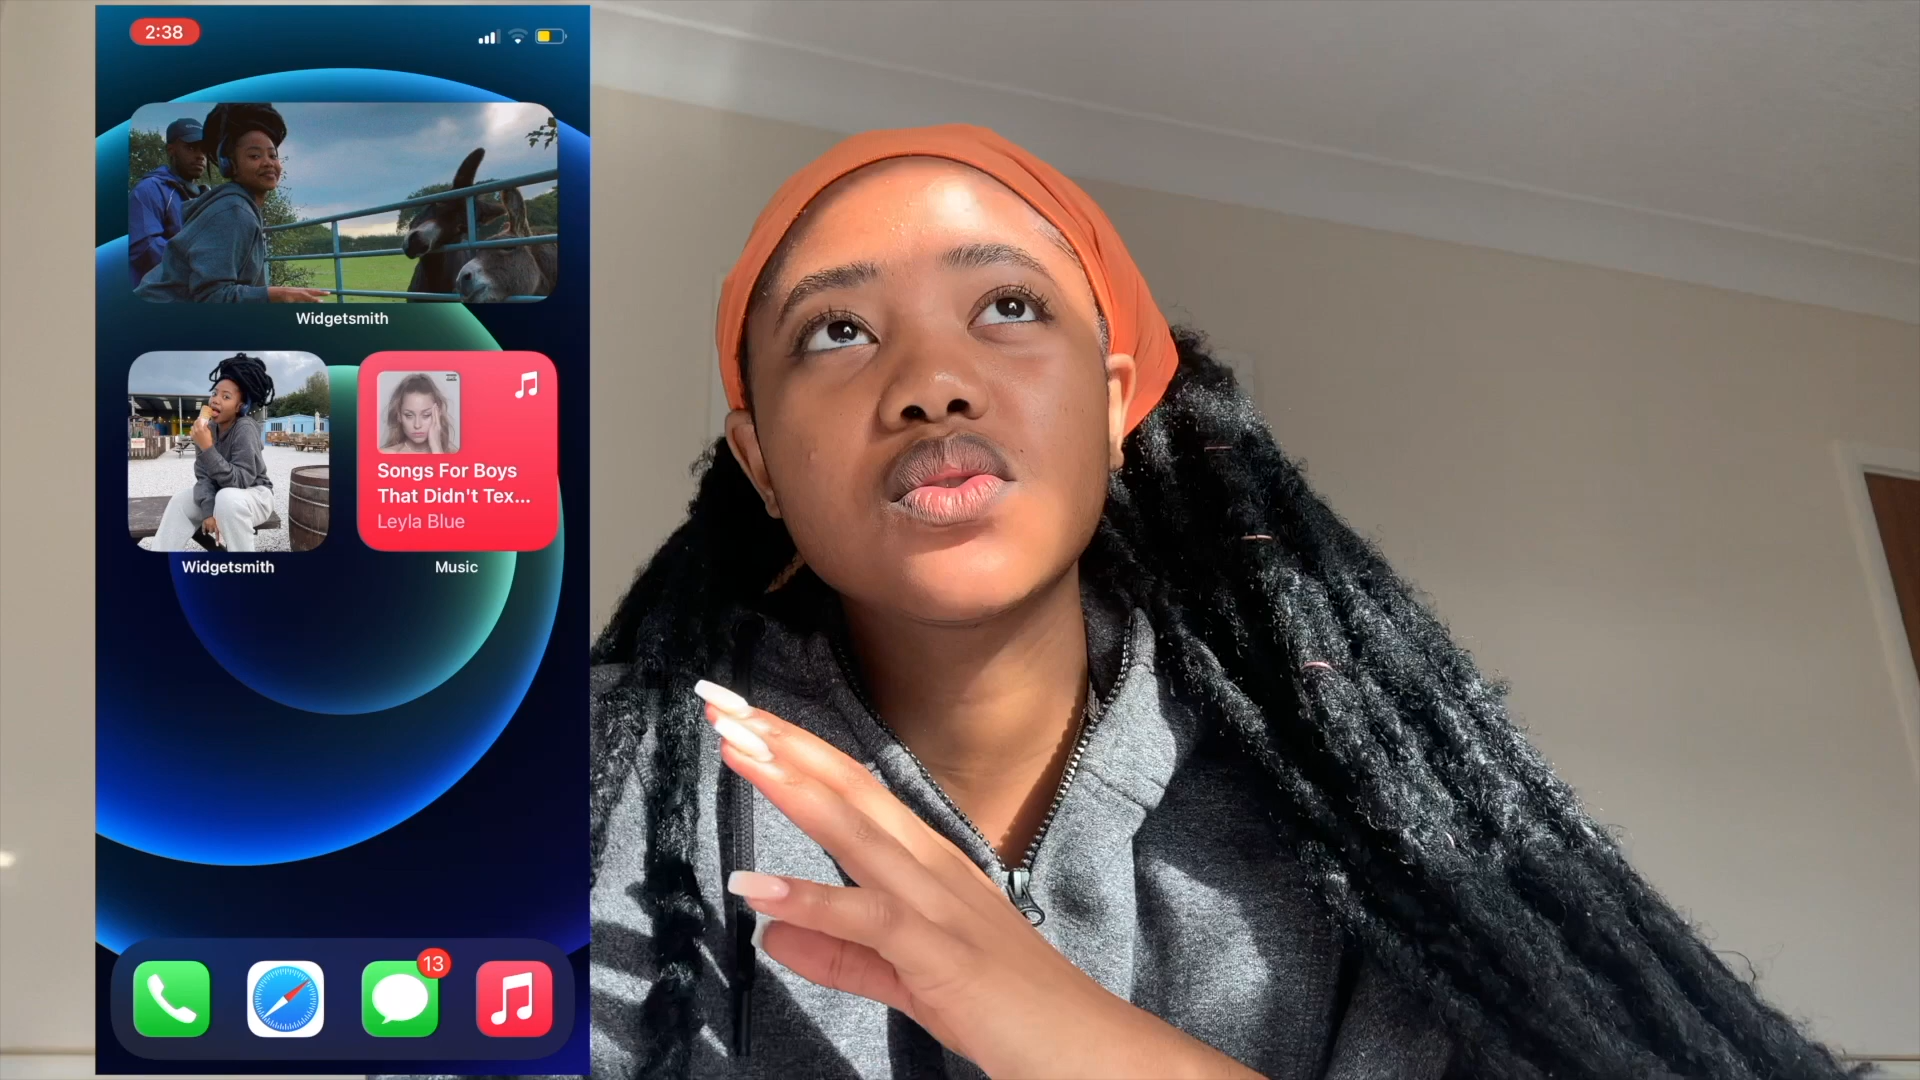 2:38
Widgetsmith
Songs For Boys
That Didn't Tex...
Leyla Blue
Widgetsmith
Music
13